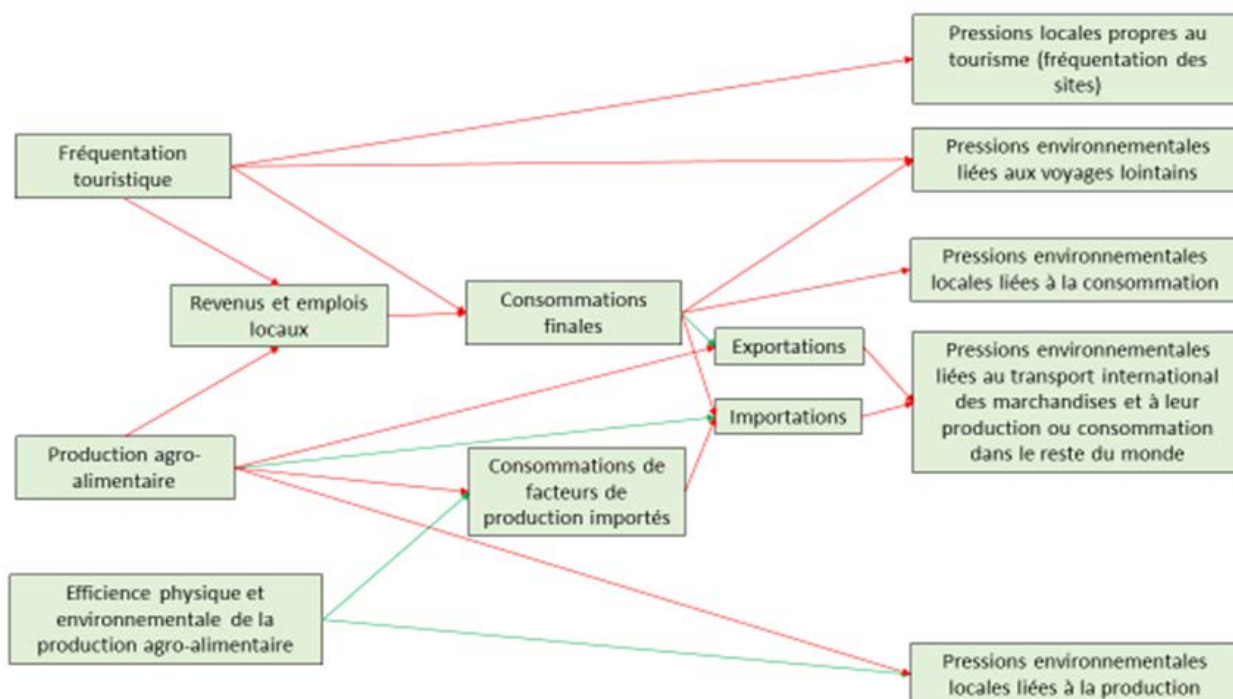 Pressions locales propres au
tourisme (fréquentation des
sites)
Fréquentation
touristique
Pressions environnementales
liées aux voyages lointains
Revenus et emplois
locaux
Consommations
finales
Pressions environnementales
locales liées à la consommation
Exportations
Importations
Pressions environnementales
liées au transport international
des marchandises et à leur
production ou consommation
dans le reste du monde
Production agro-
alimentaire
Consommations de
facteurs de
production importés
Efficience physique et
environnementale de la
production agro-alimentaire
Pressions environnementales
locales liées à la production